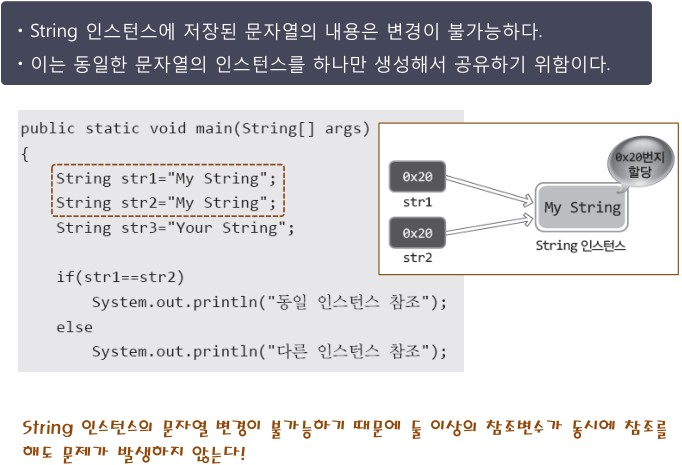 · String 인스턴스에 저장된 문자열의 내용은 변경이 불가능하다.
· 이는 동일한 문자열의 인스턴스를 하나만 생성해서 공유하기 위함이다.
public static void main(String[] args)
{
    String str1="My String";
    String str2="My String";
    String str3="Your String";
    if(str1==str2)
        System.out.println("동일 인스턴스 참조");
    else
        System.out.println("다른 인스턴스 참조");
0x20번지
할당
0x20
str1
My String
0x20
str2
String 인스턴스
String 인스턴스의 문자열 변경이 불가능하기 때문에 둘 이상의 참조변수가 동시에 참조를
해도 문제가 발생하지 않는다!